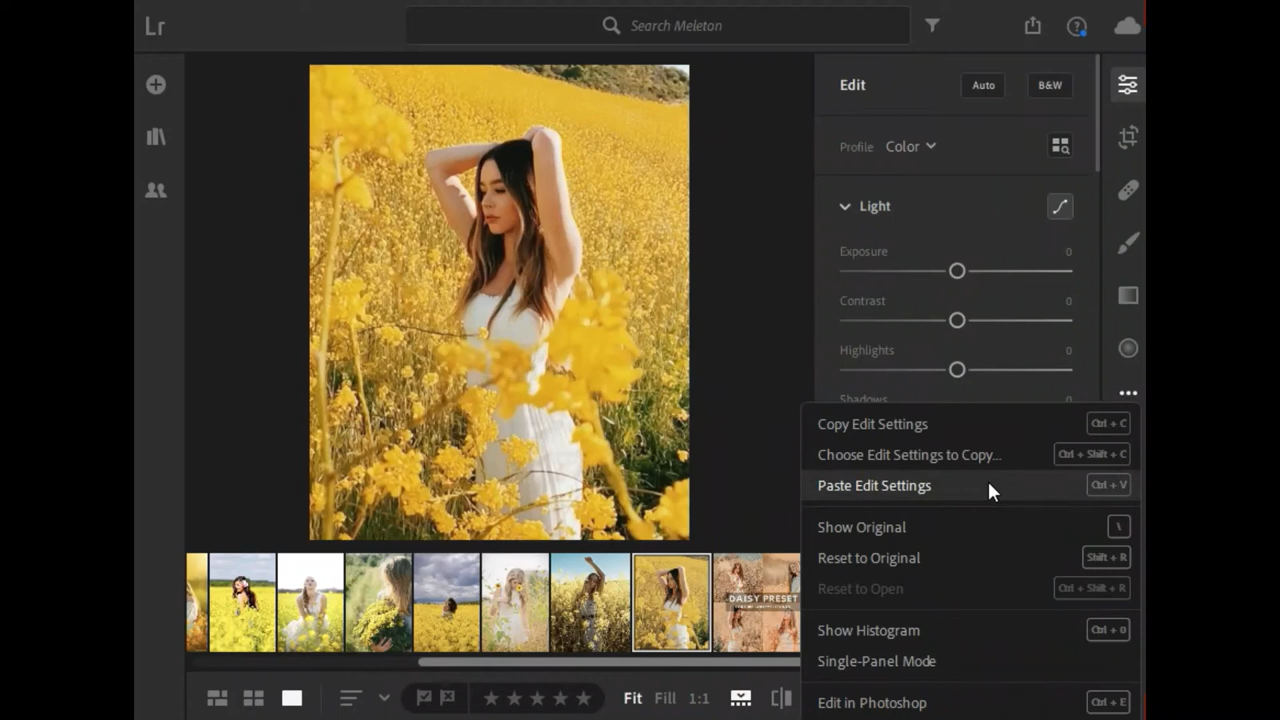 Lr
Search Meleton
Edit
Auto
B&W
Profile
Color
Light
Exposure
0
Contrast
0
Highlights
0
Shadows
0
Copy Edit Settings
Ctrl + C
Choose Edit Settings to Copy...
Ctrl + Shift + C
Paste Edit Settings
Ctrl + V
Show Original
\
Reset to Original
Shift + R
Reset to Open
Ctrl + Shift + R
Show Histogram
Ctrl + 0
Single-Panel Mode
Edit in Photoshop
Ctrl + E
DAISY PRESET
Fit
Fill
1:1